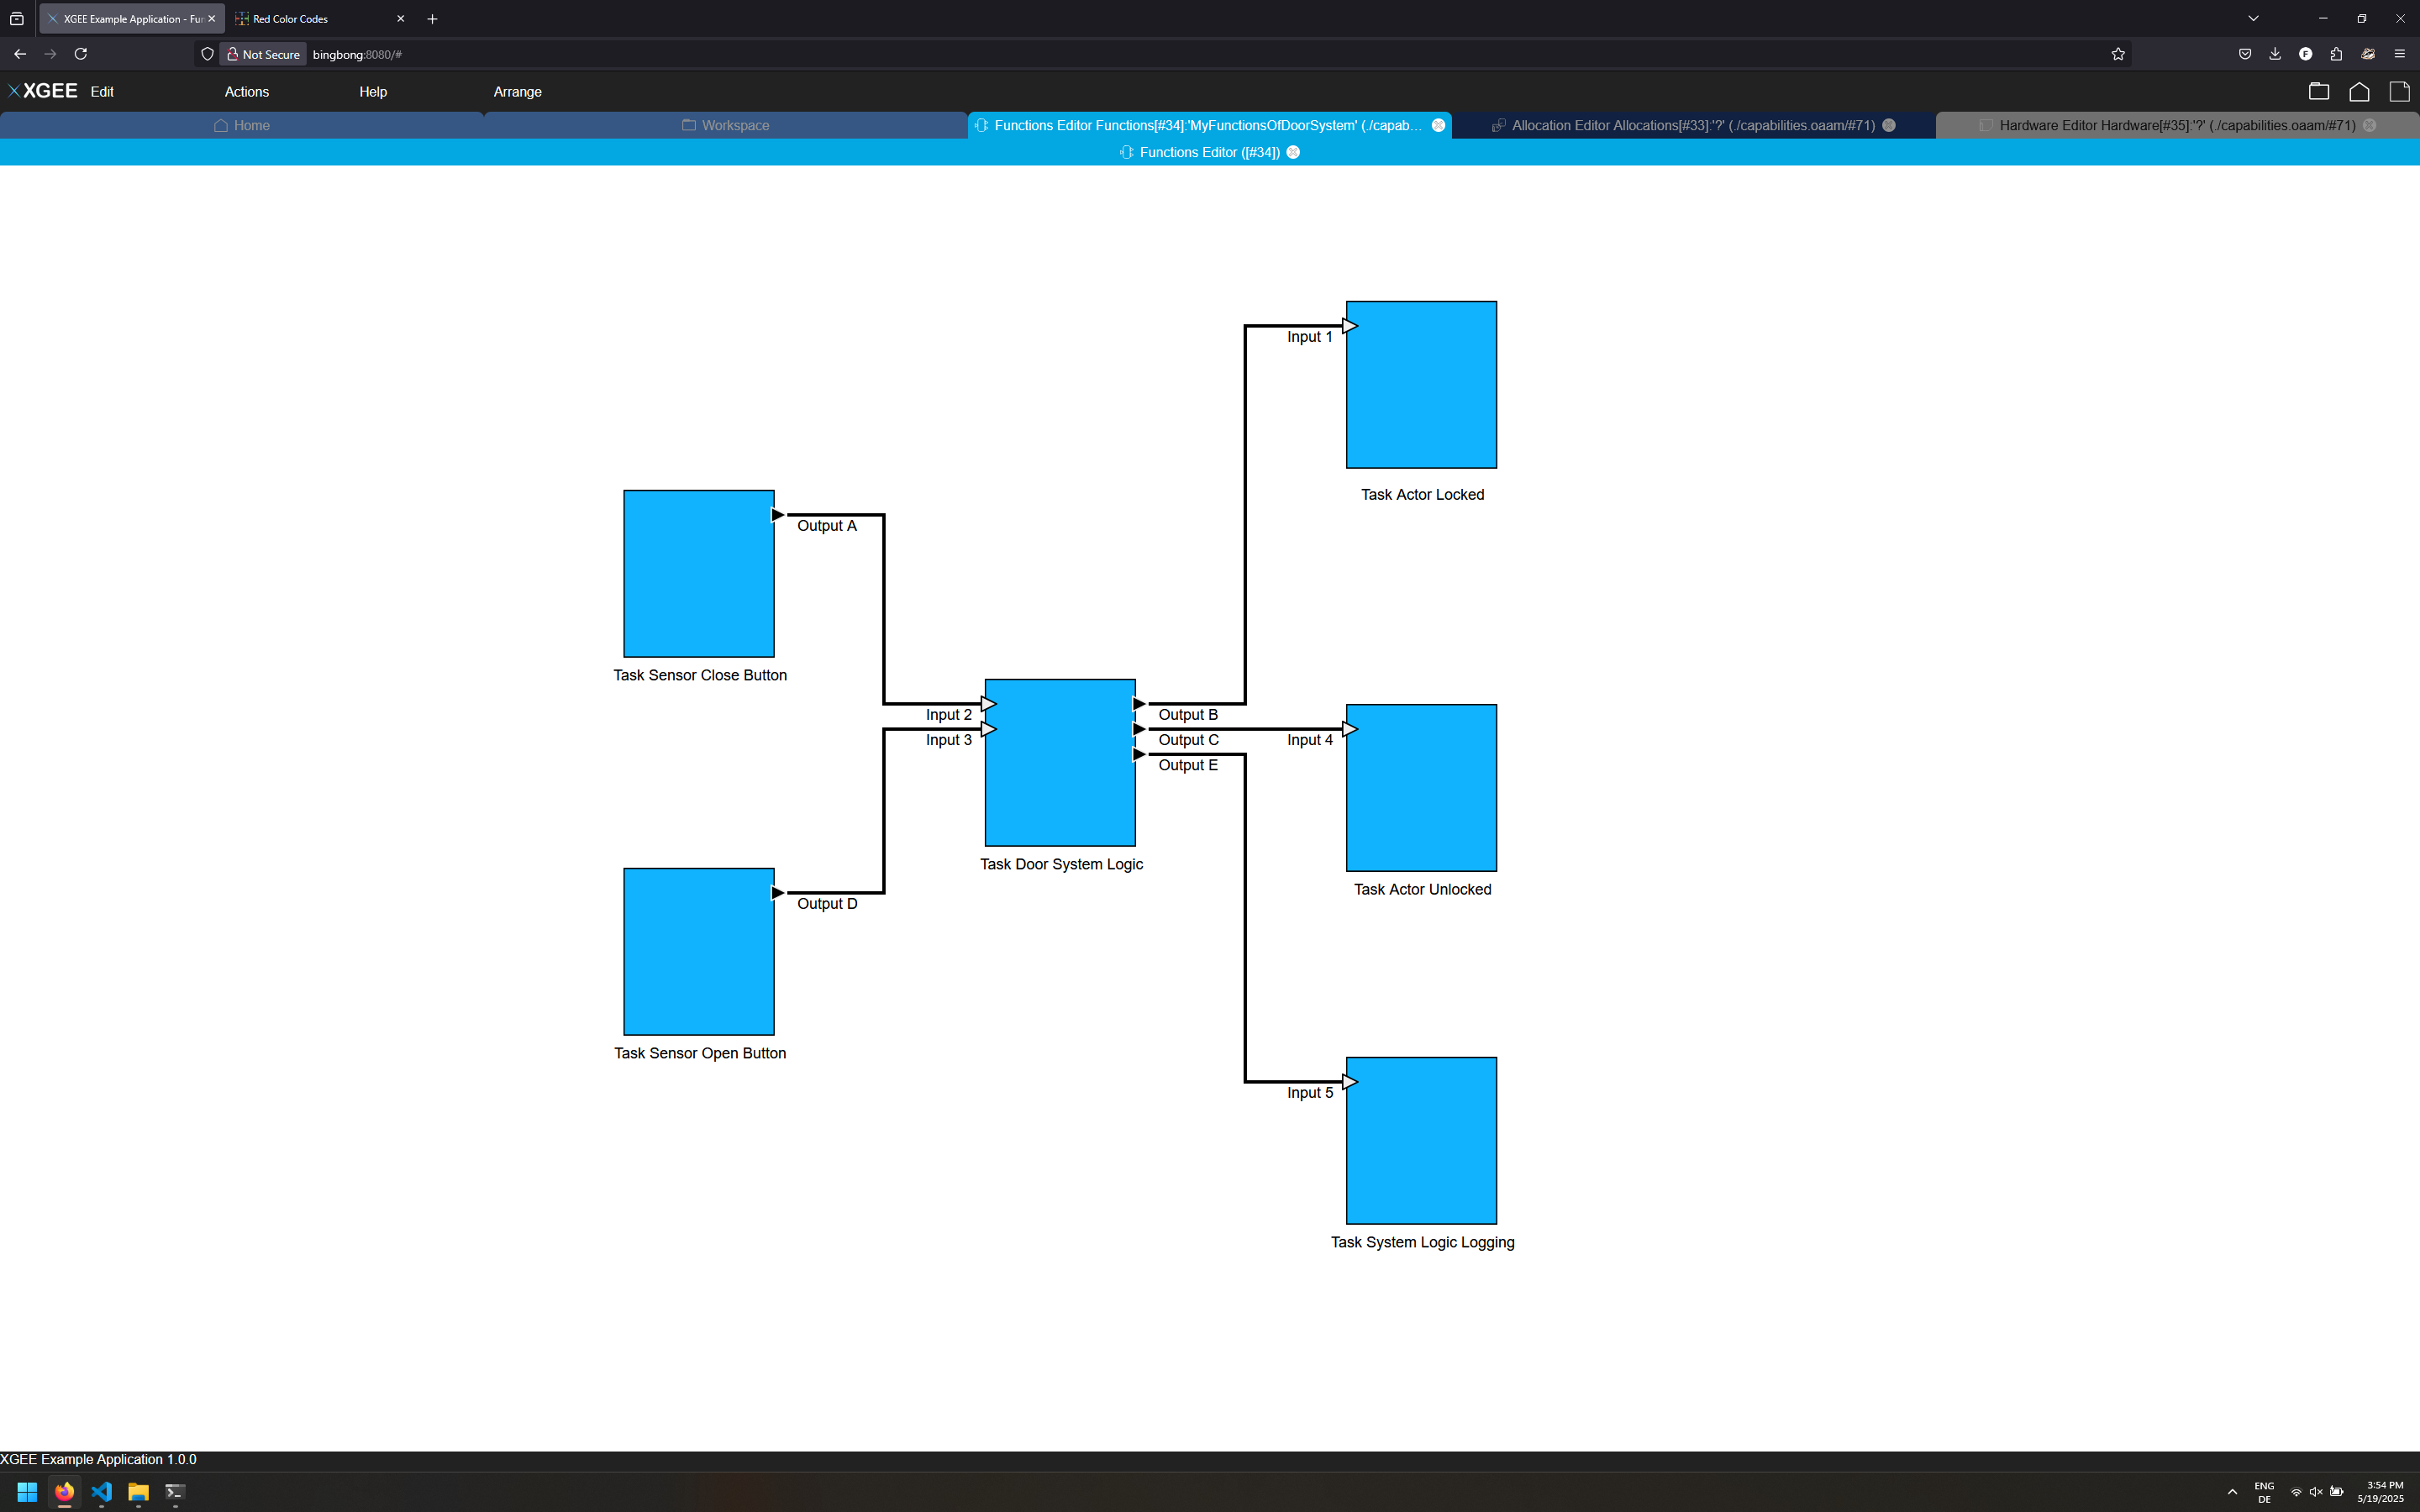 XGEE Example Application - Fur
Red Color Codes
Not Secure
bingbong:8080/#
XGEE
Edit
Actions
Help
Arrange
Home
Workspace
Functions Editor Functions[#34]:'MyFunctionsOfDoorSystem' (./capab...
Allocation Editor Allocations[#33]:'?' (./capabilities.oaam/#71)
Hardware Editor Hardware[#35]:'?' (./capabilities.oaam/#71)
Functions Editor ([#34])
Input 1
Task Actor Locked
Output A
Task Sensor Close Button
Input 2
Output B
Input 3
Output C
Input 4
Output E
Task Door System Logic
Task Actor Unlocked
Output D
Task Sensor Open Button
Input 5
Task System Logic Logging
XGEE Example Application 1.0.0
F
ENG
DE
3:54 PM
5/19/2025